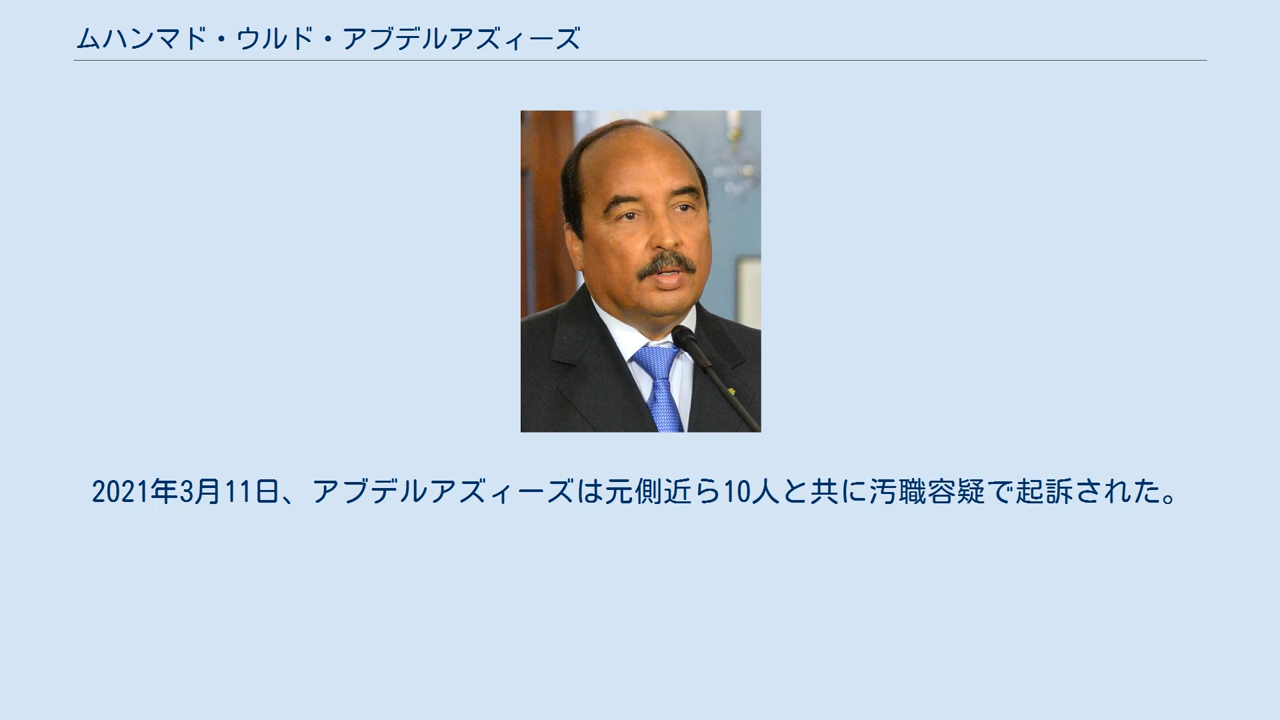 ムハンマド・ウルド・アブデルアズィーズ
2021年3月11日、アブデルアズィーズは元側近ら10人と共に汚職容疑で起訴された。